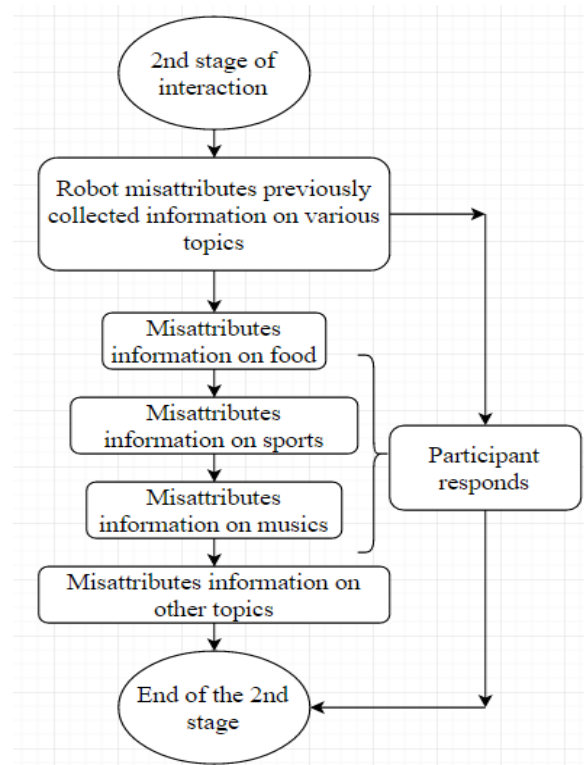 2nd stage of
interaction
Robot misattributes previously
collected information on various
topics
Misattributes
information on food
Misattributes
information on sports
Misattributes
information on musics
Participant
responds
Misattributes information on
other topics
End of the 2nd
stage